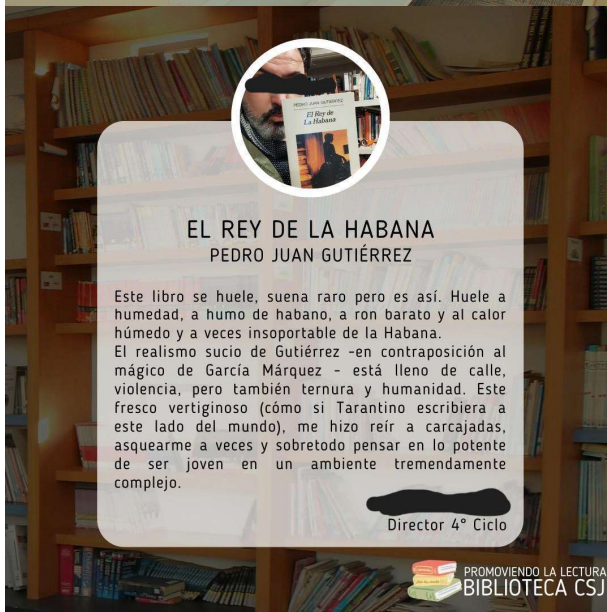 PEDRO JUAN GUTIÉRREZ
El Rey de
La Habana
EL REY DE LA HABANA
PEDRO JUAN GUTIÉRREZ
Este libro se huele, suena raro pero es así. Huele a
humedad, a humo de habano, a ron barato y al calor
húmedo y a veces insoportable de la Habana.
El realismo sucio de Gutiérrez -en contraposición al
mágico de García Márquez - está lleno de calle,
violencia, pero también ternura y humanidad. Este
fresco vertiginoso (cómo si Tarantino escribiera a
este lado del mundo), me hizo reír a carcajadas,
asquearme a veces y sobretodo pensar en lo potente
de ser joven en un ambiente tremendamente
complejo.
Director 4° Ciclo
PROMOVIENDO LA LECTURA
BIBLIOTECA CSJ